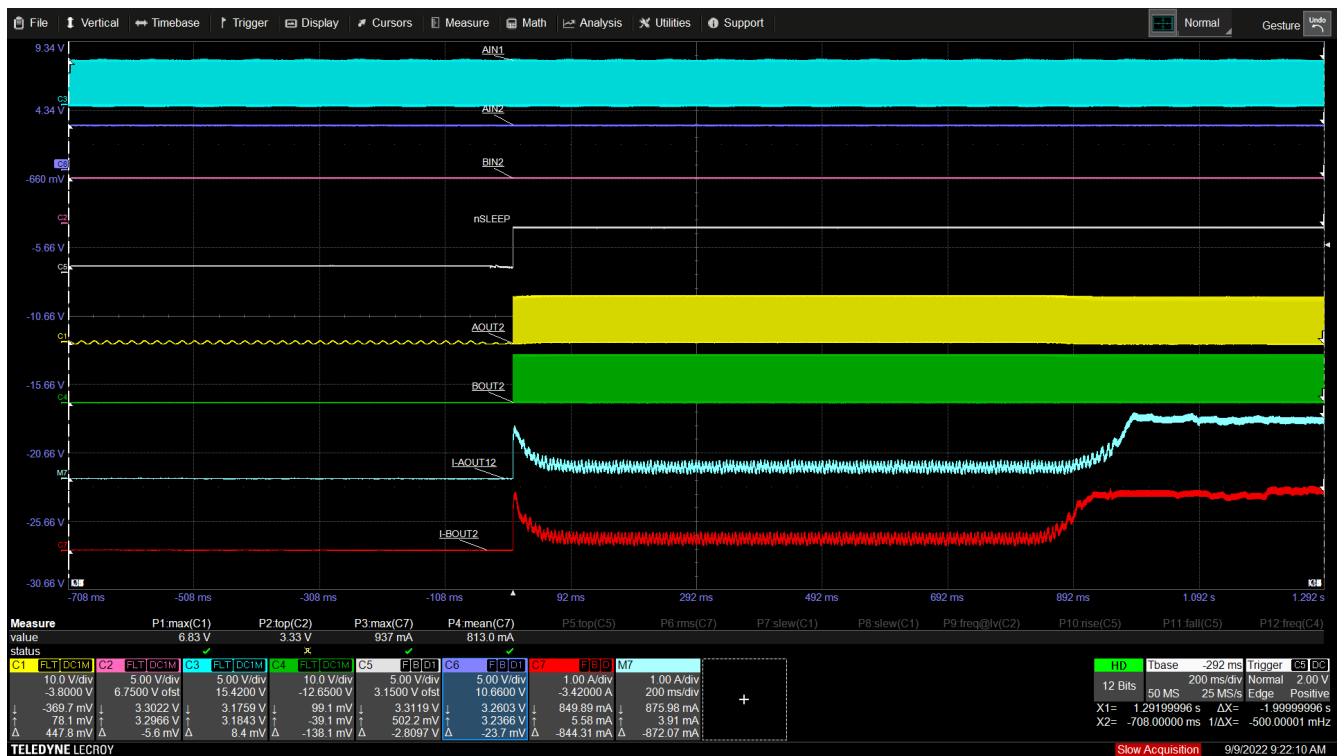 File Vertical Timebase Trigger Display Cursors Measure Math Analysis Utilities Support Normal Gesture Undo
9.34 V
AIN1
C3
4.34 V
AIN2
C6
BIN2
-660 mV
C2
nSLEEP
-5.66 V
C5
-10.66 V
AOUT2
C1
-15.66 V
BOUT2
C4
-20.66 V
I-AOUT12
M7
-25.66 V
I-BOUT2
C7
-30.66 V
-708 ms -508 ms -308 ms -108 ms 92 ms 292 ms 492 ms 692 ms 892 ms 1.092 s 1.292 s
Measure P1:max(C1) P2:top(C2) P3:max(C7) P4:mean(C7) P5:top(C5) P6:rms(C7) P7:slew(C1) P8:slew(C1) P9:freq@lv(C2) P10:rise(C5) P11:fall(C5) P12:freq(C4)
value 6.83 V 3.33 V 937 mA 813.0 mA
status
C1 FLT DC1M C2 FLT DC1M C3 FLT DC1M C4 FLT DC1M C5 F B D1 C6 F B D1 C7 F B D M7 HD Tbase -292 ms Trigger C5 DC
10.0 V/div 5.00 V/div 5.00 V/div 10.0 V/div 5.00 V/div 5.00 V/div 1.00 A/div 1.00 A/div 12 Bits 200 ms/div Normal 2.00 V
-3.8000 V 6.7500 V ofst 15.4200 V -12.6500 V 3.1500 V ofst 10.6600 V -3.42000 A 200 ms/div 50 MS 25 MS/s Edge Positive
↓ -369.7 mV ↓ 3.3022 V ↓ 3.1759 V ↓ 99.1 mV ↓ 3.3119 V ↓ 3.2603 V ↓ 849.89 mA ↓ 875.98 mA + X1= 1.29199996 s ΔX= -1.99999996 s
↑ 78.1 mV ↑ 3.2966 V ↑ 3.1843 V ↑ -39.1 mV ↑ 502.2 mV ↑ 3.2366 V ↑ 5.58 mA ↑ 3.91 mA X2= -708.00000 ms 1/ΔX= -500.00001 mHz
Δ 447.8 mV Δ -5.6 mV Δ 8.4 mV Δ -138.1 mV Δ -2.8097 V Δ -23.7 mV Δ -844.31 mA Δ -872.07 mA
TELEDYNE LECROY Slow Acquisition 9/9/2022 9:22:10 AM